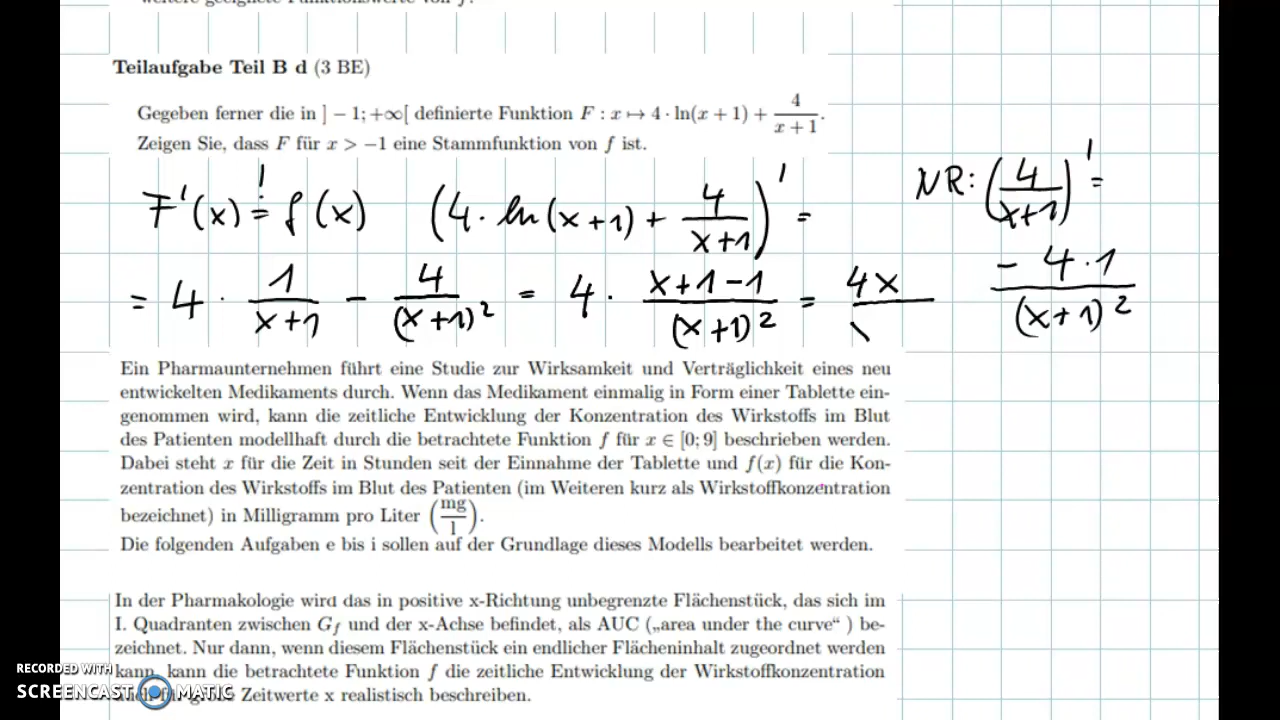 Teilaufgabe Teil B d (3 BE)
Gegeben ferner die in ] − 1; +∞[ definierte Funktion F : x ↦ 4 · ln(x + 1) + 4/(x + 1).
Zeigen Sie, dass F für x > −1 eine Stammfunktion von f ist.
F'(x) =! f(x) (4 · ln(x+1) + 4/(x+1))' = NR: (4/(x+1))' =
= 4 · 1/(x+1) − 4/(x+1)² = 4 · (x+1−1)/(x+1)² = 4x − 4·1/(x+1)²
Ein Pharmaunternehmen führt eine Studie zur Wirksamkeit und Verträglichkeit eines neu
entwickelten Medikaments durch. Wenn das Medikament einmalig in Form einer Tablette ein-
genommen wird, kann die zeitliche Entwicklung der Konzentration des Wirkstoffs im Blut
des Patienten modellhaft durch die betrachtete Funktion f für x ∈ [0; 9] beschrieben werden.
Dabei steht x für die Zeit in Stunden seit der Einnahme der Tablette und f(x) für die Kon-
zentration des Wirkstoffs im Blut des Patienten (im Weiteren kurz als Wirkstoffkonzentration
bezeichnet) in Milligramm pro Liter (mg/l).
Die folgenden Aufgaben e bis i sollen auf der Grundlage dieses Modells bearbeitet werden.
In der Pharmakologie wird das in positive x-Richtung unbegrenzte Flächenstück, das sich im
I. Quadranten zwischen Gf und der x-Achse befindet, als AUC („area under the curve“ ) be-
zeichnet. Nur dann, wenn diesem Flächenstück ein endlicher Flächeninhalt zugeordnet werden
kann, kann die betrachtete Funktion f die zeitliche Entwicklung der Wirkstoffkonzentration
Zeitwerte x realistisch beschreiben.
RECORDED WITH
SCREENCAST MATIC